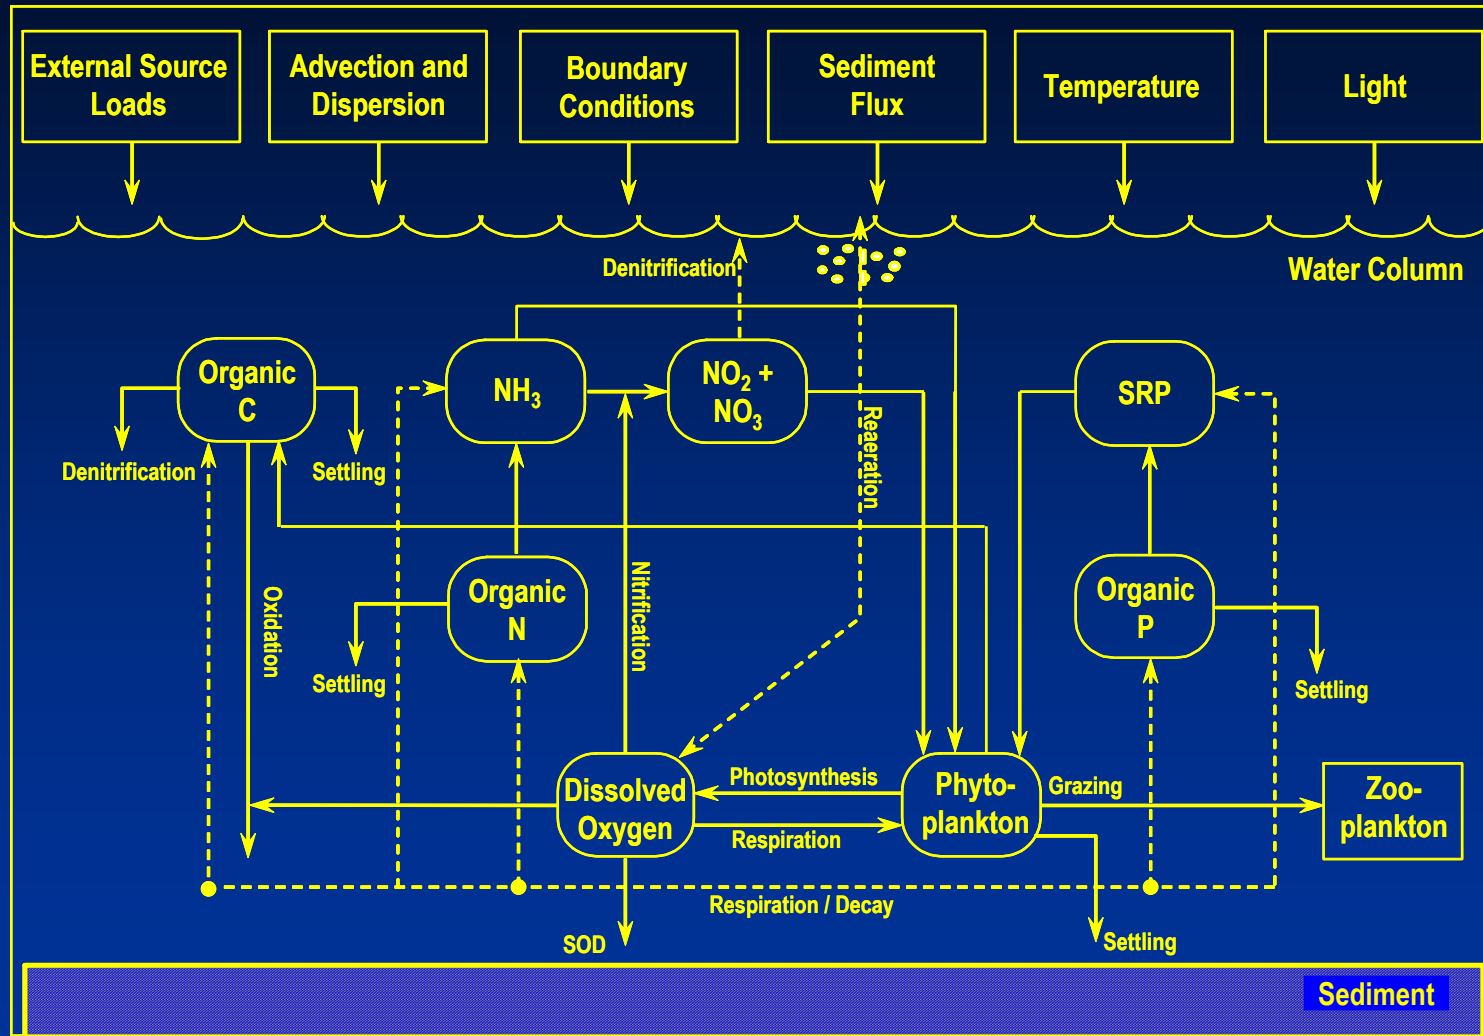 External Source
Loads
Advection and
Dispersion
Boundary
Conditions
Sediment
Flux
Temperature
Light
Denitrification
Water Column
Organic
C
NH₃
NO₂ +
NO₃
SRP
Reaeration
Denitrification
Settling
Organic
N
Organic
P
Oxidation
Nitrification
Settling
Settling
Dissolved
Oxygen
Photosynthesis
Respiration
Phyto-
plankton
Grazing
Zoo-
plankton
Respiration / Decay
SOD
Settling
Sediment